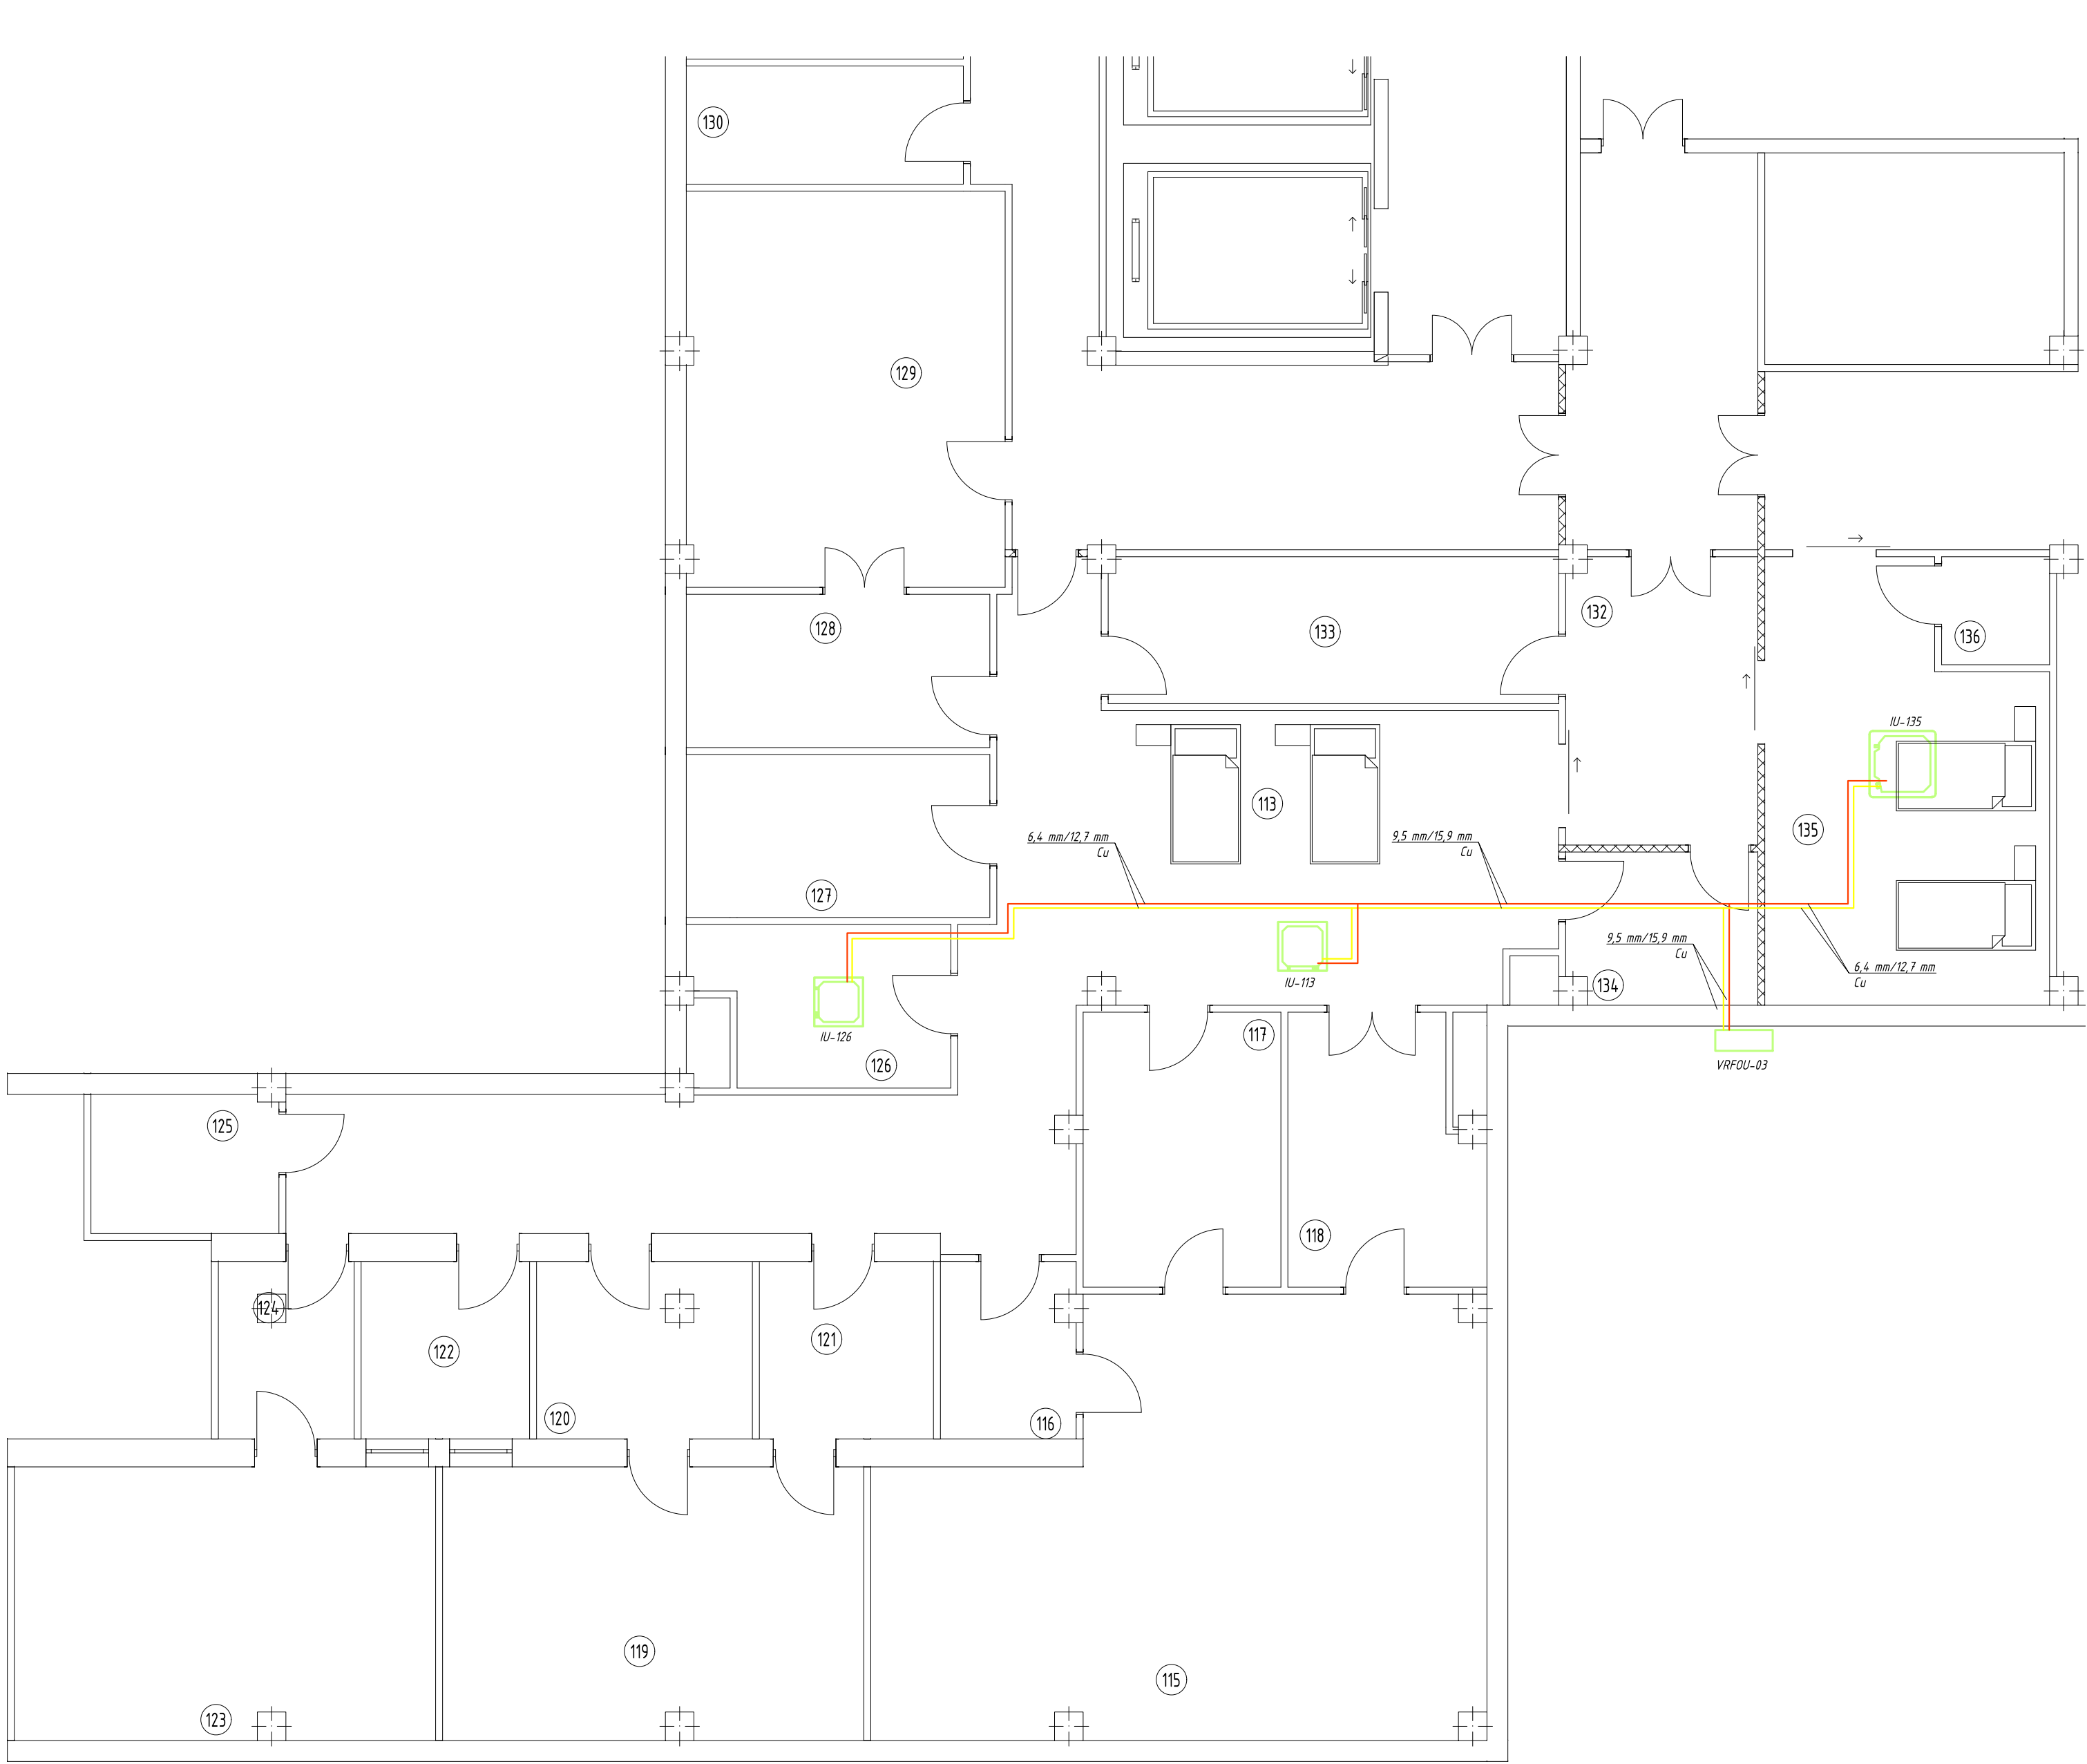 130
129
128
133
132
136
IU-135
113
135
6,4 mm/12,7 mm
Cu
9,5 mm/15,9 mm
Cu
127
9,5 mm/15,9 mm
Cu
6,4 mm/12,7 mm
Cu
IU-113
134
117
IU-126
126
VRFOU-03
125
118
124
121
122
120
116
119
115
123